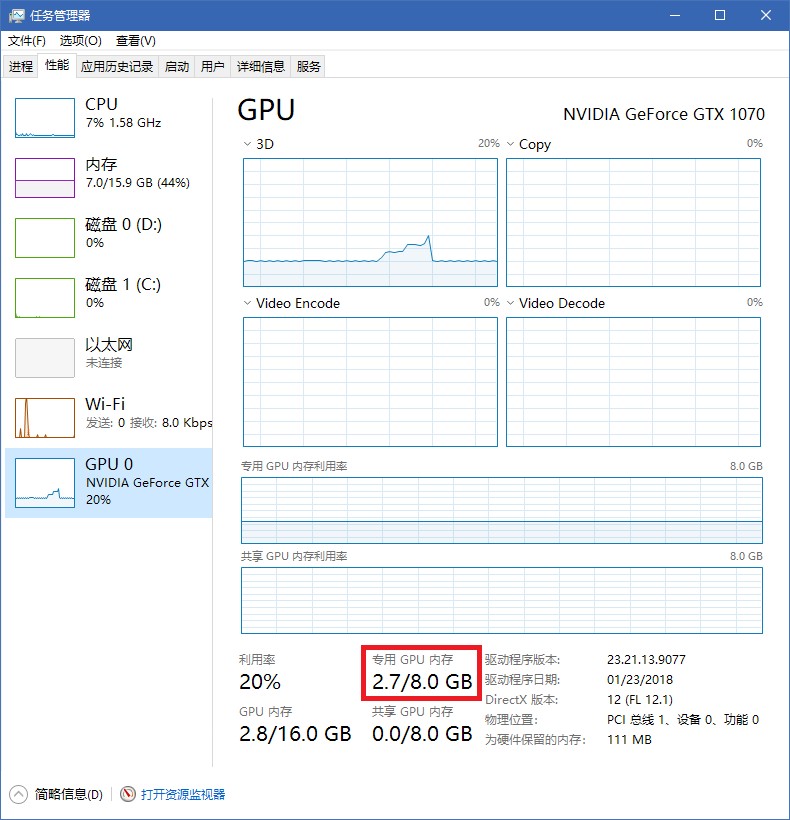 任务管理器
文件(F) 选项(O) 查看(V)
进程 性能 应用历史记录 启动 用户 详细信息 服务
CPU
7% 1.58 GHz
内存
7.0/15.9 GB (44%)
磁盘 0 (D:)
0%
磁盘 1 (C:)
0%
以太网
未连接
Wi-Fi
发送: 0 接收: 8.0 Kbps
GPU 0
NVIDIA GeForce GTX
20%
GPU
NVIDIA GeForce GTX 1070
3D 20%
Copy 0%
Video Encode 0%
Video Decode 0%
专用 GPU 内存利用率 8.0 GB
共享 GPU 内存利用率 8.0 GB
利用率
20%
专用 GPU 内存
2.7/8.0 GB
GPU 内存
2.8/16.0 GB
共享 GPU 内存
0.0/8.0 GB
驱动程序版本: 23.21.13.9077
驱动程序日期: 01/23/2018
DirectX 版本: 12 (FL 12.1)
物理位置: PCI 总线 1、设备 0、功能 0
为硬件保留的内存: 111 MB
简略信息(D) 打开资源监视器